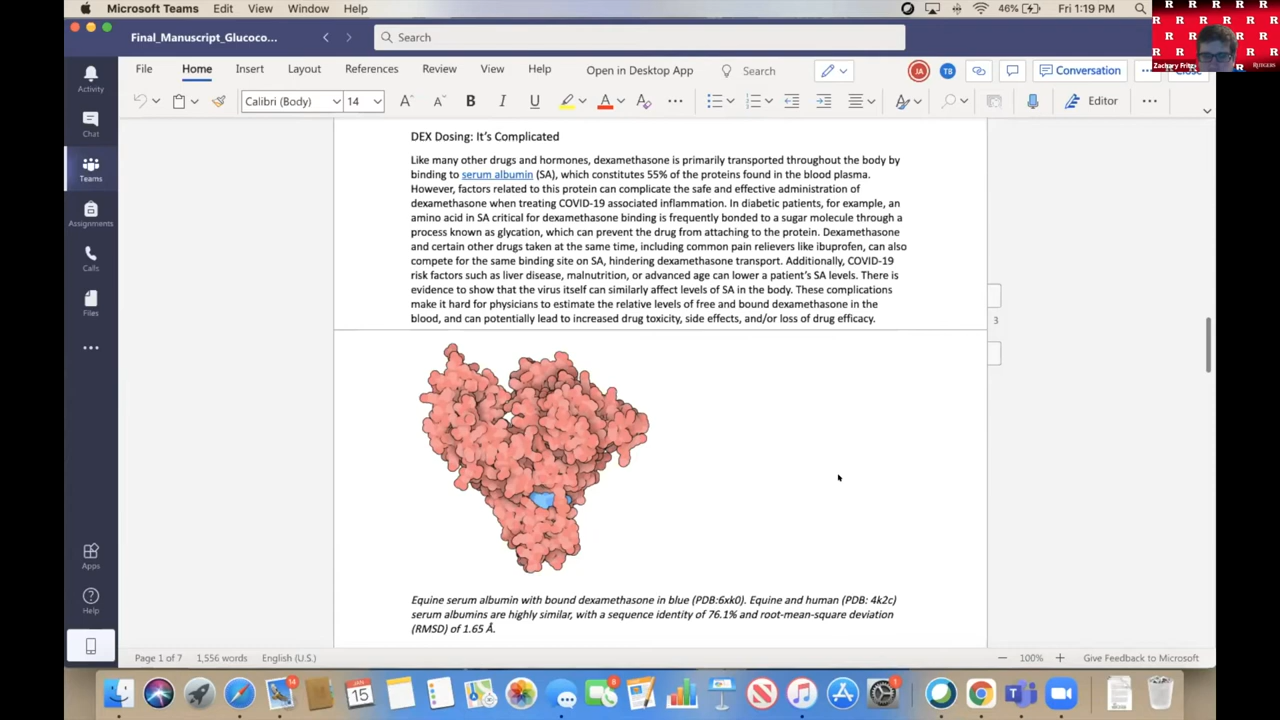 Microsoft Teams Edit View Window Help 46% Fri 1:19 PM
Final_Manuscript_Glucoco... Search
Zachary Fritz RUTGERS
File Home Insert Layout References Review View Help Open in Desktop App Search JA TB Conversation Close
Calibri (Body) 14 A A B I U A Editor
Activity
Chat
Teams
Assignments
Calls
Files
Apps
Help
DEX Dosing: It's Complicated
Like many other drugs and hormones, dexamethasone is primarily transported throughout the body by
binding to serum albumin (SA), which constitutes 55% of the proteins found in the blood plasma.
However, factors related to this protein can complicate the safe and effective administration of
dexamethasone when treating COVID-19 associated inflammation. In diabetic patients, for example, an
amino acid in SA critical for dexamethasone binding is frequently bonded to a sugar molecule through a
process known as glycation, which can prevent the drug from attaching to the protein. Dexamethasone
and certain other drugs taken at the same time, including common pain relievers like ibuprofen, can also
compete for the same binding site on SA, hindering dexamethasone transport. Additionally, COVID-19
risk factors such as liver disease, malnutrition, or advanced age can lower a patient's SA levels. There is
evidence to show that the virus itself can similarly affect levels of SA in the body. These complications
make it hard for physicians to estimate the relative levels of free and bound dexamethasone in the
blood, and can potentially lead to increased drug toxicity, side effects, and/or loss of drug efficacy.
3
Equine serum albumin with bound dexamethasone in blue (PDB:6xk0). Equine and human (PDB: 4k2c)
serum albumins are highly similar, with a sequence identity of 76.1% and root-mean-square deviation
(RMSD) of 1.65 Å.
Page 1 of 7 1,556 words English (U.S.) 100% Give Feedback to Microsoft
14 JAN 15 8 1